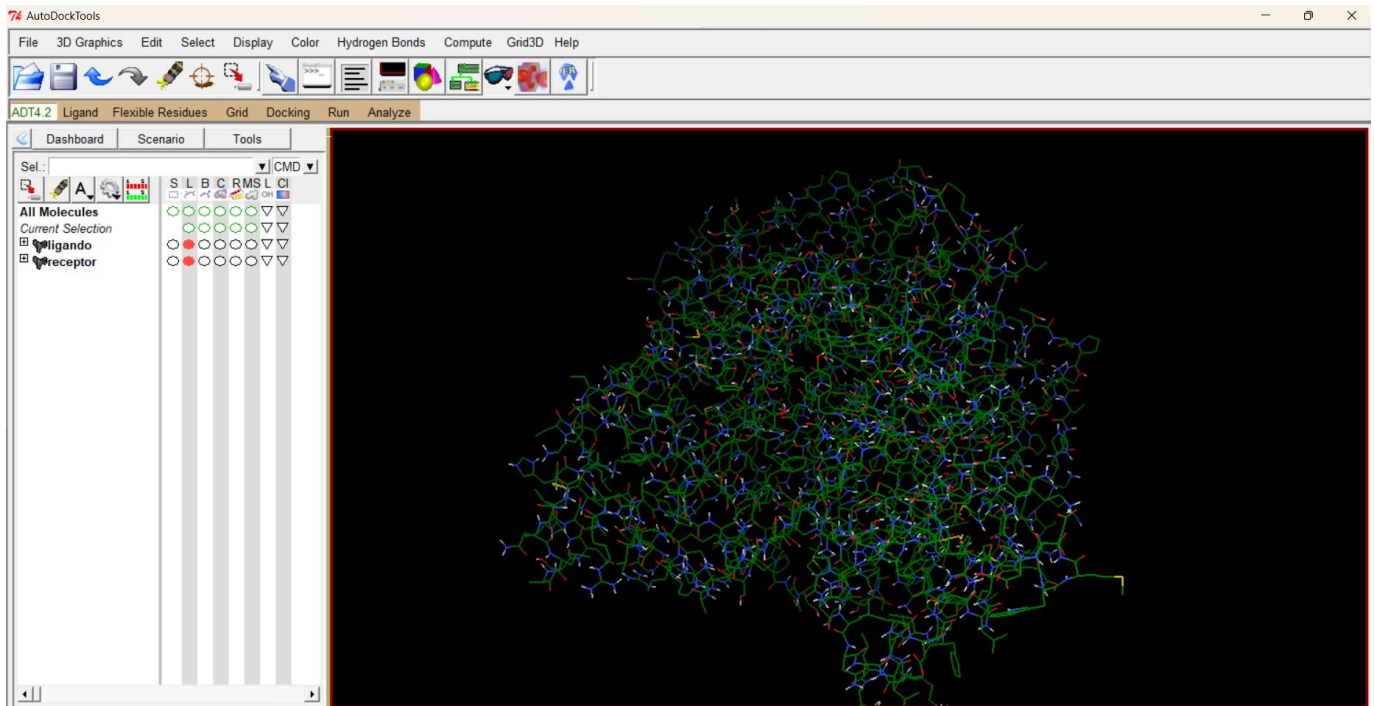 AutoDockTools
File 3D Graphics Edit Select Display Color Hydrogen Bonds Compute Grid3D Help
ADT4.2 Ligand Flexible Residues Grid Docking Run Analyze
Dashboard Scenario Tools
Sel.: CMD
A S L B C R MS L Cl
OH
All Molecules
Current Selection
ligando
receptor